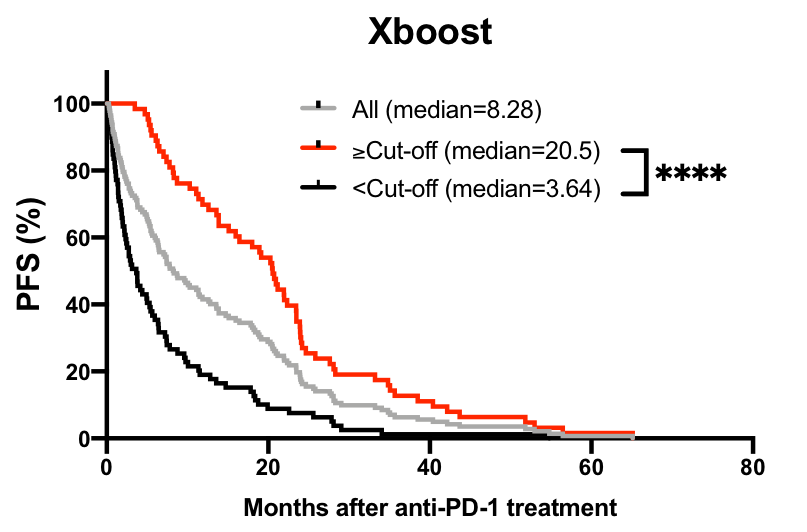 Xboost
All (median=8.28)
≥Cut-off (median=20.5)
<Cut-off (median=3.64)
****
PFS (%)
100
80
60
40
20
0
0 20 40 60 80
Months after anti-PD-1 treatment